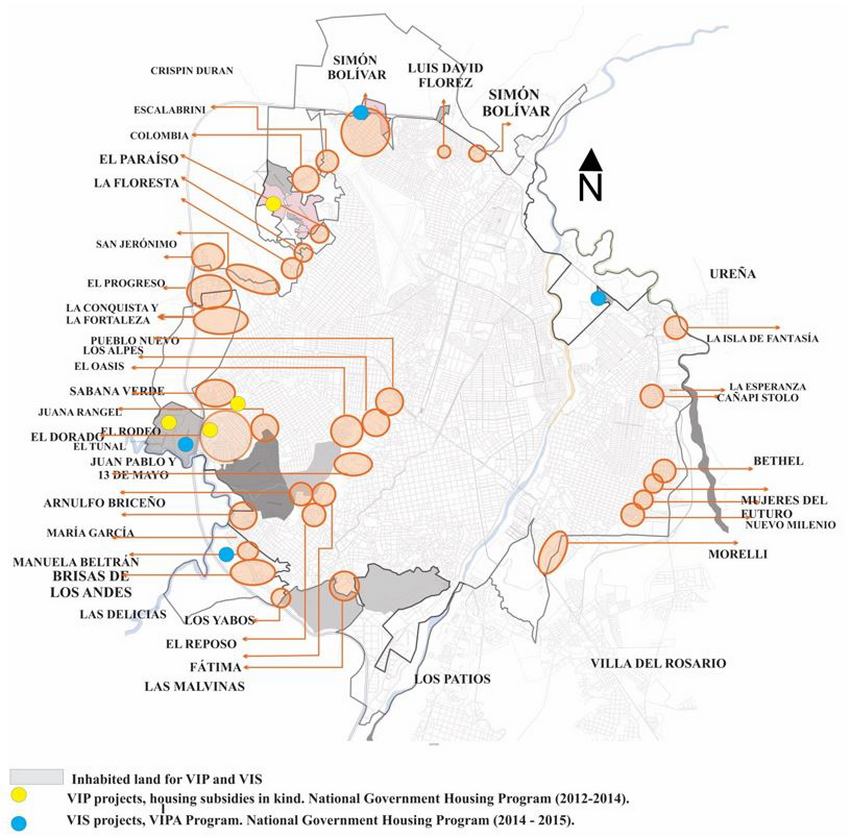 CRISPIN DURAN
SIMÓN
BOLÍVAR
LUIS DAVID
FLOREZ
SIMÓN
BOLÍVAR
ESCALABRINI
COLOMBIA
EL PARAÍSO
LA FLORESTA
N
SAN JERÓNIMO
EL PROGRESO
UREÑA
LA CONQUISTA Y
LA FORTALEZA
PUEBLO NUEVO
LOS ALPES
EL OASIS
LA ISLA DE FANTASÍA
SABANA VERDE
LA ESPERANZA
CAÑAPI STOLO
JUANA RANGEL
EL RODEO
EL DORADO
EL TUNAL
JUAN PABLO Y
13 DE MAYO
BETHEL
ARNULFO BRICEÑO
MUJERES DEL
FUTURO
NUEVO MILENIO
MARÍA GARCÍA
MORELLI
MANUELA BELTRÁN
BRISAS DE
LOS ANDES
LAS DELICIAS
LOS YABOS
EL REPOSO
FÁTIMA
LAS MALVINAS
LOS PATIOS
VILLA DEL ROSARIO
Inhabited land for VIP and VIS
VIP projects, housing subsidies in kind. National Government Housing Program (2012-2014).
VIS projects, VIPA Program. National Government Housing Program (2014 - 2015).